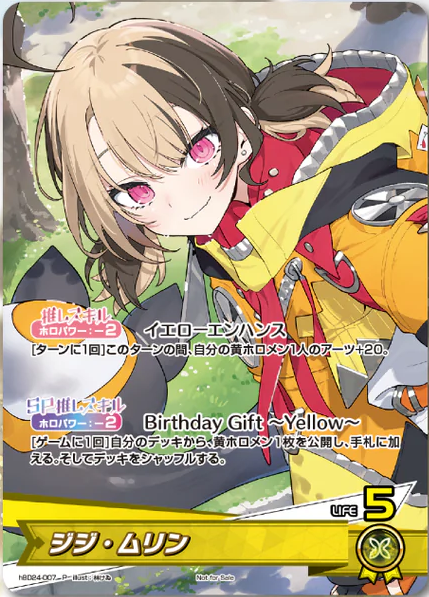 推しスキル
ホロパワー：－2
イエローエンハンス
[ターンに1回]このターンの間、自分の黄ホロメン1人のアーツ+20。
SP推しスキル
ホロパワー：－2
Birthday Gift ～Yellow～
[ゲームに1回]自分のデッキから、黄ホロメン1枚を公開し、手札に加
える。そしてデッキをシャッフルする。
LIFE 5
ジジ・ムリン
hBD24-007 P illust：林けゐ
Not for Sale